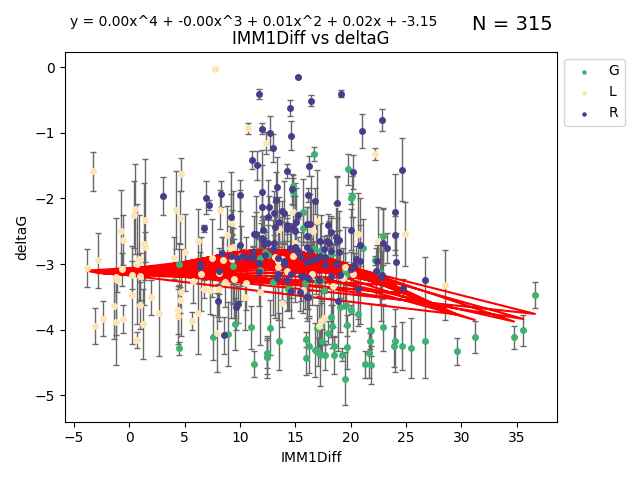 y = 0.00x^4 + -0.00x^3 + 0.01x^2 + 0.02x + -3.15
N = 315
IMM1Diff vs deltaG
G
L
R
deltaG
0
−1
−2
−3
−4
−5
−5 0 5 10 15 20 25 30 35
IMM1Diff